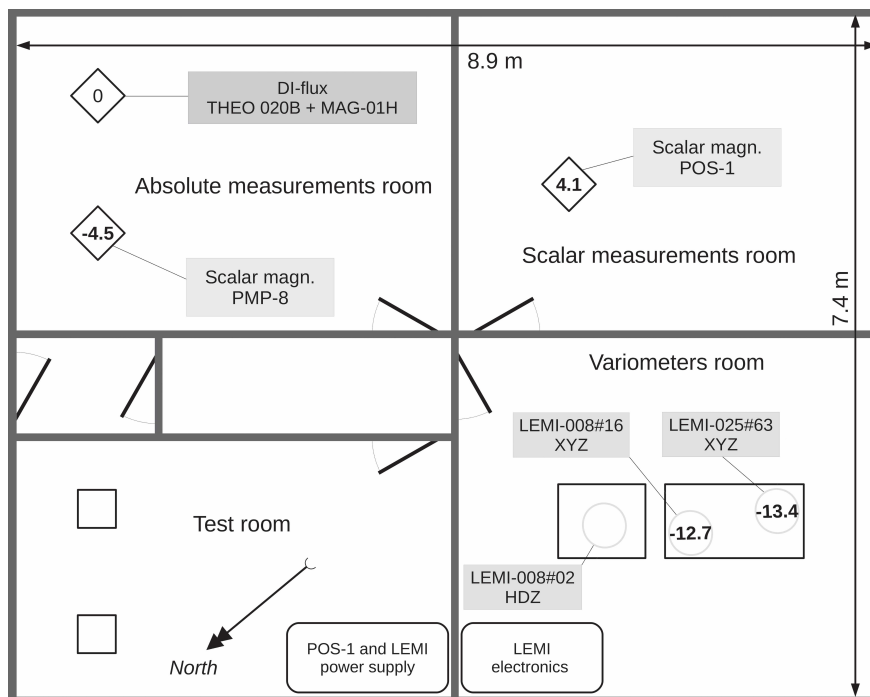 8.9 m
0
DI-flux
THEO 020B + MAG-01H
Scalar magn.
POS-1
4.1
Absolute measurements room
-4.5
Scalar magn.
PMP-8
Scalar measurements room
7.4 m
Variometers room
LEMI-008#16
XYZ
LEMI-025#63
XYZ
-12.7
-13.4
LEMI-008#02
HDZ
Test room
North
POS-1 and LEMI
power supply
LEMI
electronics